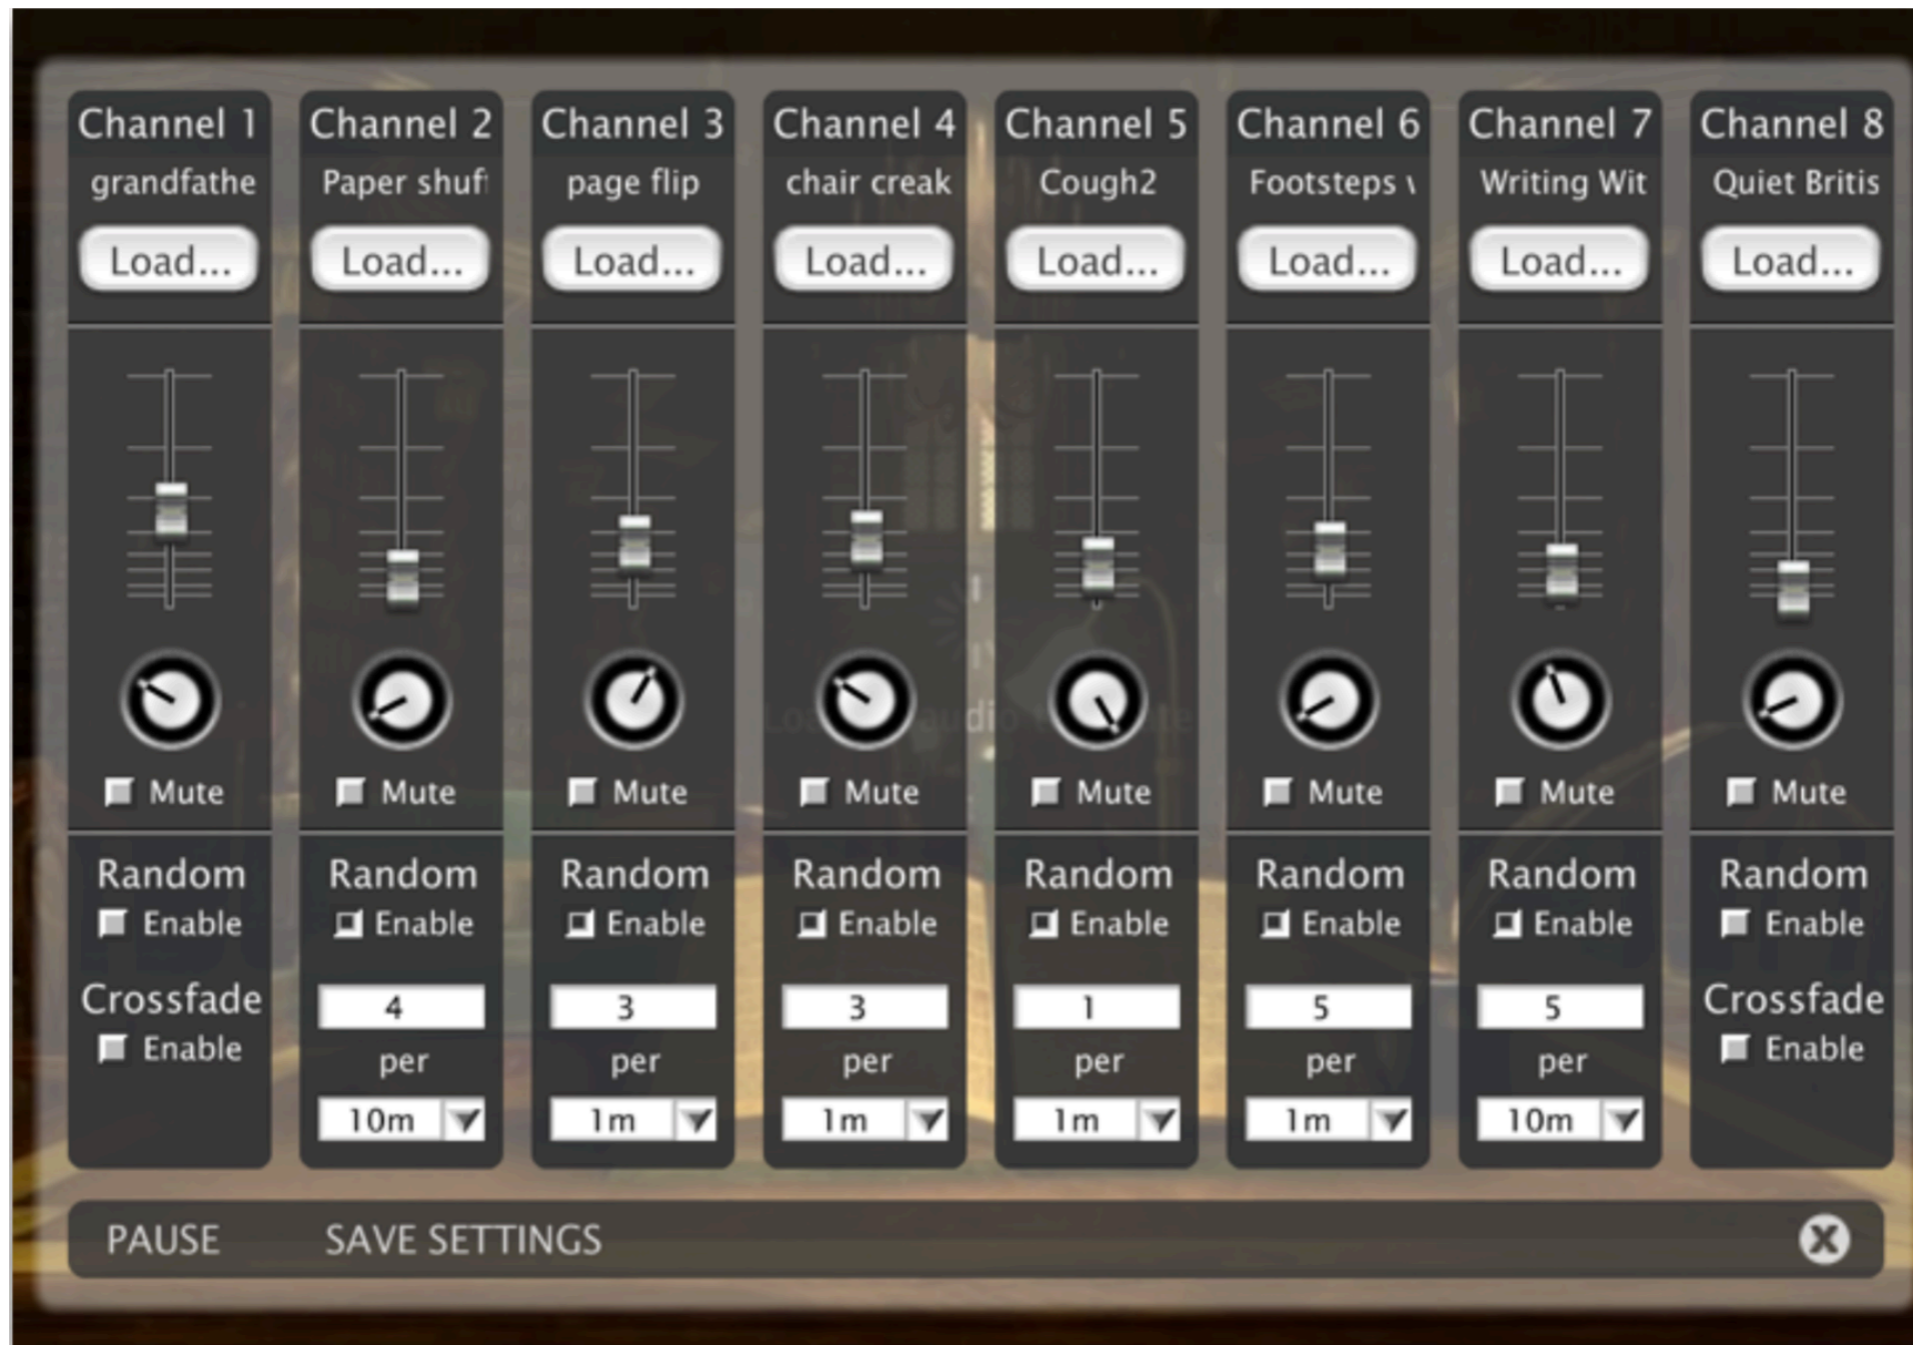 Channel 1 Channel 2 Channel 3 Channel 4 Channel 5 Channel 6 Channel 7 Channel 8
grandfathe Paper shuf page flip chair creak Cough2 Footsteps Writing Wit Quiet Britis
Load... Load... Load... Load... Load... Load... Load... Load...
Mute Mute Mute Mute Mute Mute Mute Mute
Random Random Random Random Random Random Random Random
Enable Enable Enable Enable Enable Enable Enable Enable
Crossfade 4 3 3 1 5 5 Crossfade
Enable per per per per per per Enable
10m 1m 1m 1m 1m 10m
PAUSE SAVE SETTINGS X